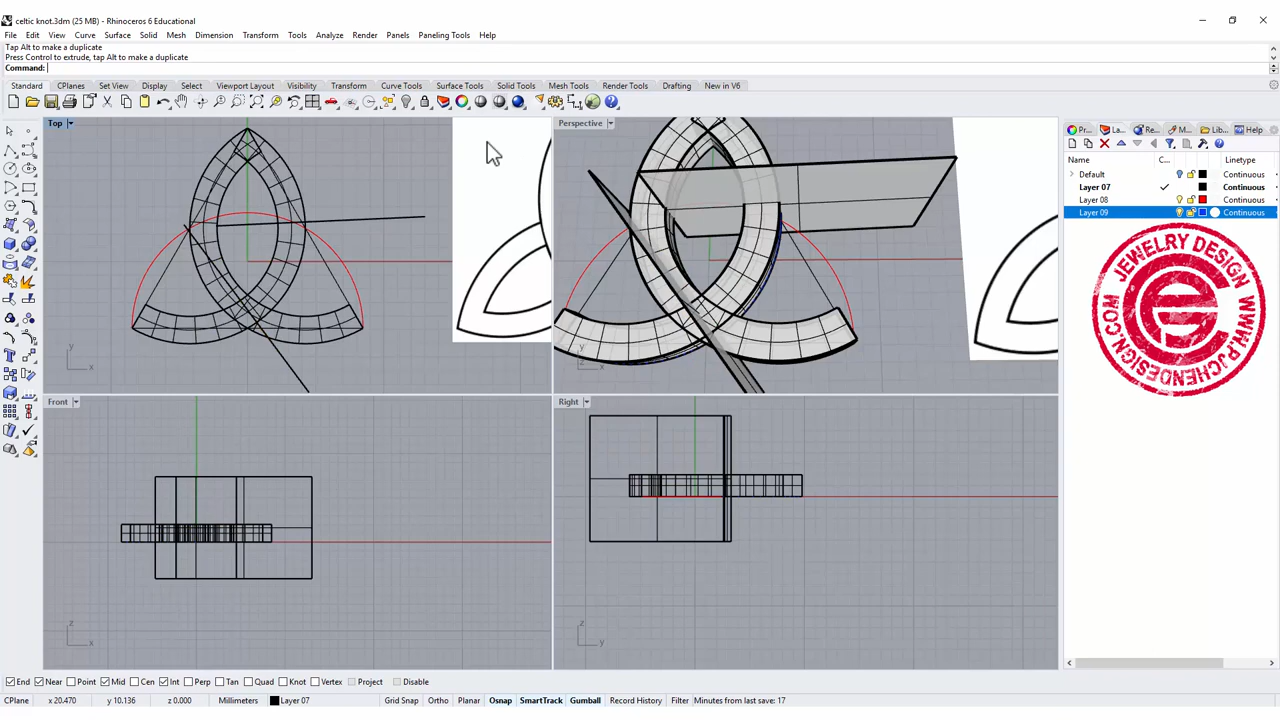 celtic knot.3dm (25 MB) - Rhinoceros 6 Educational
File Edit View Curve Surface Solid Mesh Dimension Transform Tools Analyze Render Panels Paneling Tools Help
Tap Alt to make a duplicate
Press Control to extrude, tap Alt to make a duplicate
Command:
Standard CPlanes Set View Display Select Viewport Layout Visibility Transform Curve Tools Surface Tools Solid Tools Mesh Tools Render Tools Drafting New in V6
Top Perspective
Pr... La... Re... M... Lib... Help
Name C... Linetype
Default Continuous
Layer 07 Continuous
Layer 08 Continuous
Layer 09 Continuous
JEWELRY DESIGN WWW.PJCHENDESIGN.COM
y
x
z
y
x
Front Right
z
x
z
y
End Near Point Mid Cen Int Perp Tan Quad Knot Vertex Project Disable
CPlane x 20.470 y 10.136 z 0.000 Millimeters Layer 07 Grid Snap Ortho Planar Osnap SmartTrack Gumball Record History Filter Minutes from last save: 17